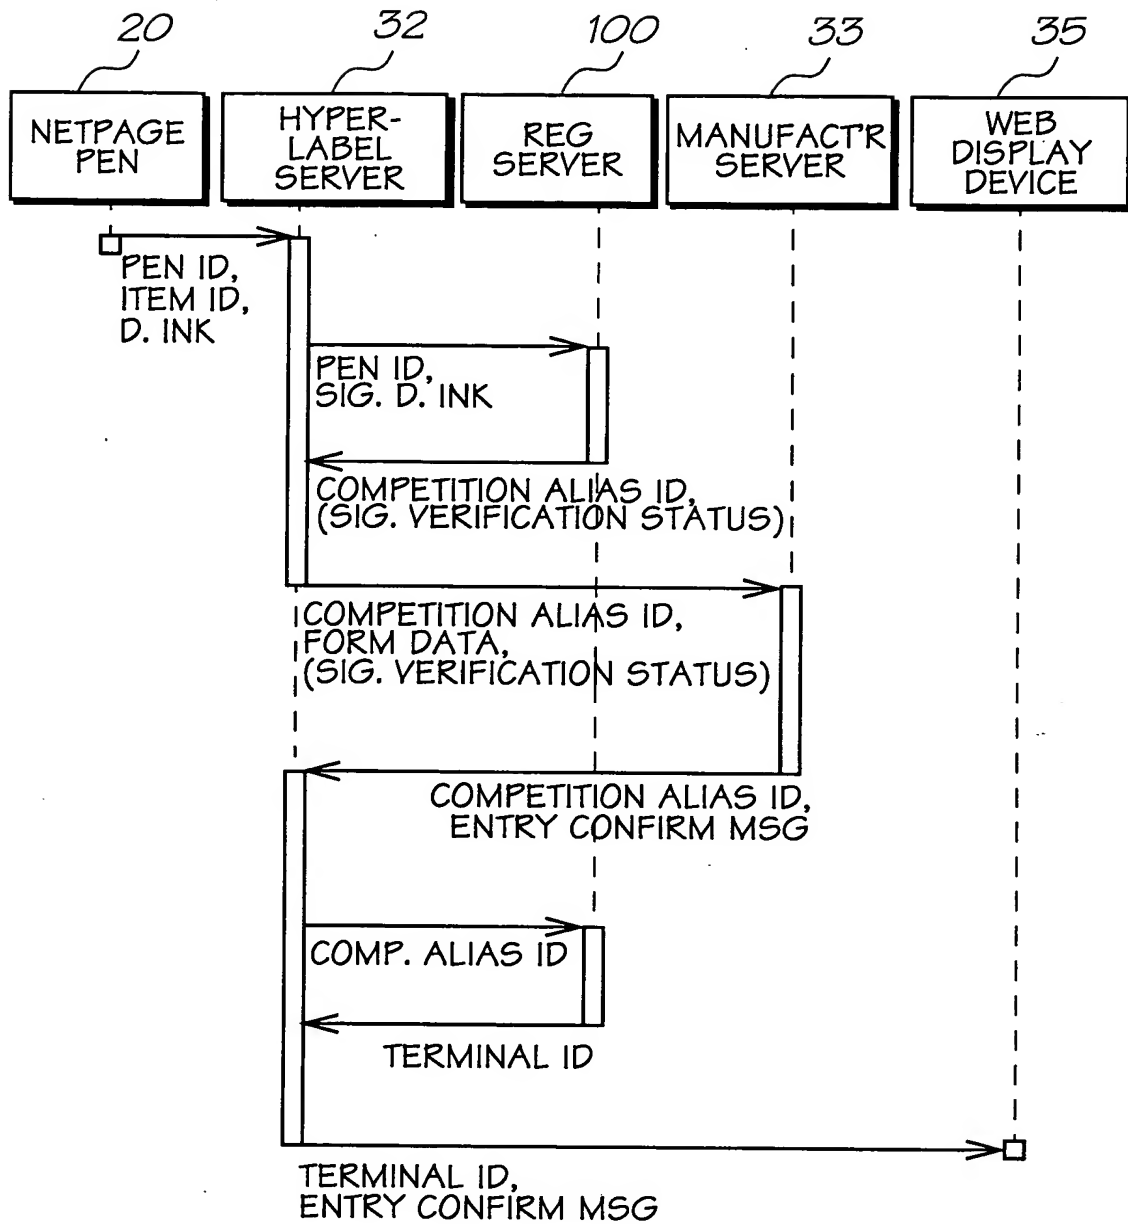 20
32
100
33
35
NETPAGE
PEN
HYPER-
LABEL
SERVER
REG
SERVER
MANUFACT'R
SERVER
WEB
DISPLAY
DEVICE
PEN ID,
ITEM ID,
D. INK
PEN ID,
SIG. D. INK
COMPETITION ALIAS ID,
(SIG. VERIFICATION STATUS)
COMPETITION ALIAS ID,
FORM DATA,
(SIG. VERIFICATION STATUS)
COMPETITION ALIAS ID,
ENTRY CONFIRM MSG
COMP. ALIAS ID
TERMINAL ID
TERMINAL ID,
ENTRY CONFIRM MSG